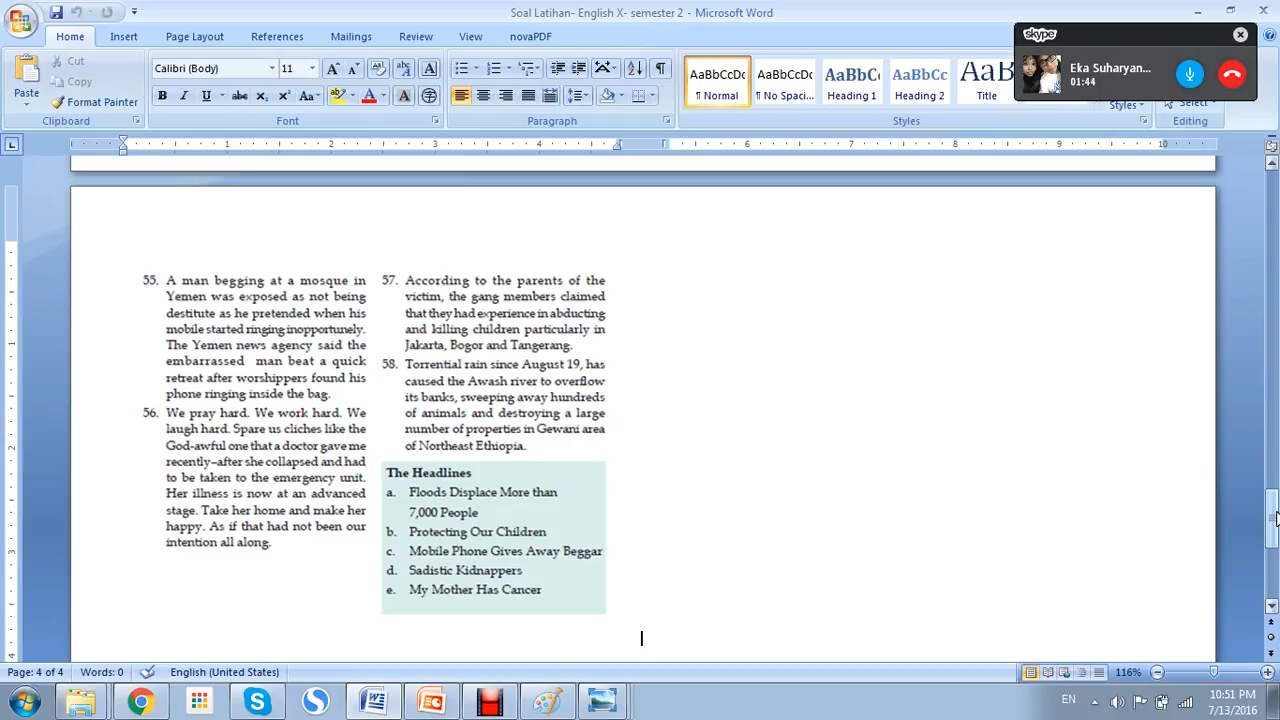 Soal Latihan- English X- semester 2 - Microsoft Word
Home Insert Page Layout References Mailings Review View novaPDF
skype
Eka Suharyan...
01:44
Paste
Cut
Copy
Format Painter
Clipboard
Calibri (Body) 11
Font
Paragraph
AaBbCcDc AaBbCcDc AaBbC AaBbCc AaB
¶ Normal ¶ No Spaci... Heading 1 Heading 2 Title
Styles
Styles
Select
Editing
1 2 3 4 6 7 8 9 10
55. A man begging at a mosque in
Yemen was exposed as not being
destitute as he pretended when his
mobile started ringing inopportunely.
The Yemen news agency said the
embarrassed man beat a quick
retreat after worshippers found his
phone ringing inside the bag.
56. We pray hard. We work hard. We
laugh hard. Spare us cliches like the
God-awful one that a doctor gave me
recently–after she collapsed and had
to be taken to the emergency unit.
Her illness is now at an advanced
stage. Take her home and make her
happy. As if that had not been our
intention all along.
57. According to the parents of the
victim, the gang members claimed
that they had experience in abducting
and killing children particularly in
Jakarta, Bogor and Tangerang.
58. Torrential rain since August 19, has
caused the Awash river to overflow
its banks, sweeping away hundreds
of animals and destroying a large
number of properties in Gewani area
of Northeast Ethiopia.
The Headlines
a. Floods Displace More than
7,000 People
b. Protecting Our Children
c. Mobile Phone Gives Away Beggar
d. Sadistic Kidnappers
e. My Mother Has Cancer
Page: 4 of 4 Words: 0 English (United States) 116%
EN
10:51 PM
7/13/2016